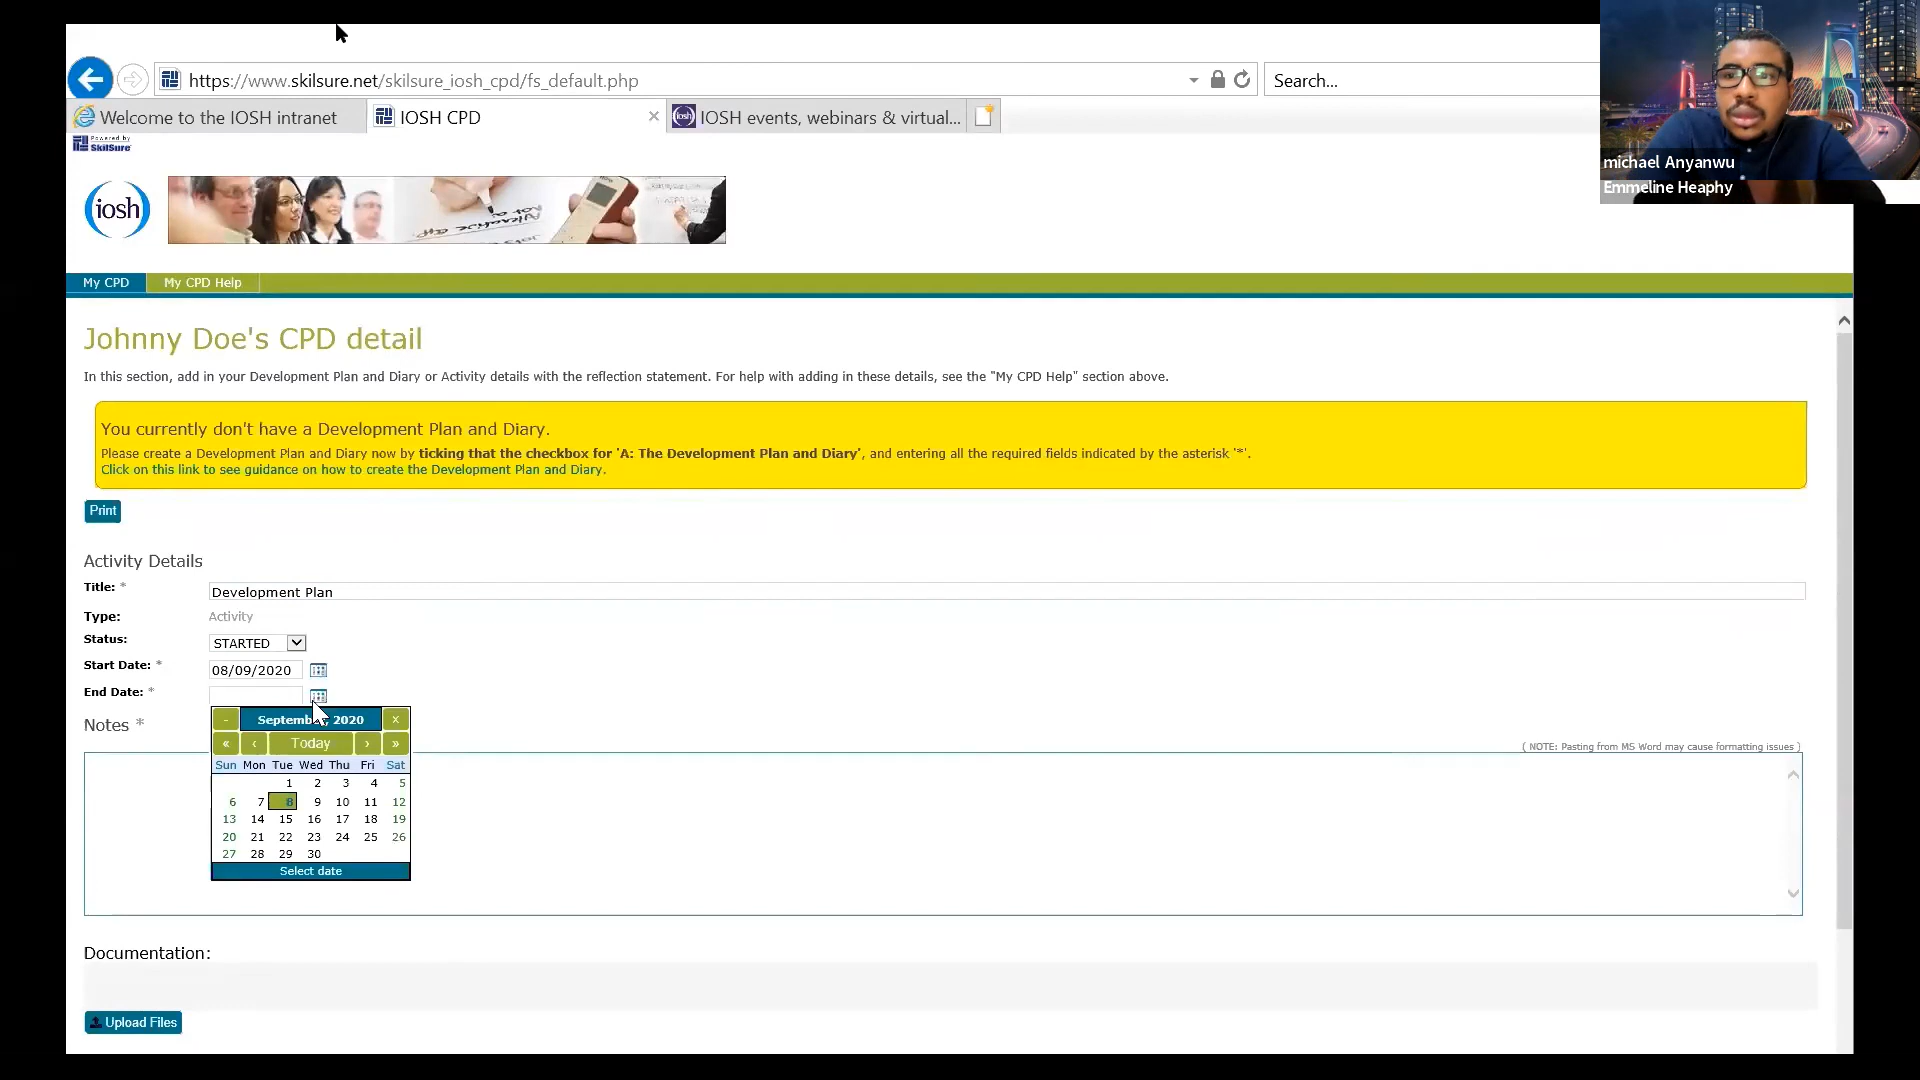 https://www.skilsure.net/skilsure_iosh_cpd/fs_default.php
Search...
Welcome to the IOSH intranet
IOSH CPD
iosh
IOSH events, webinars & virtual...
Powered by
SkilSure
iosh
michael Anyanwu
Emmeline Heaphy
My CPD
My CPD Help
Johnny Doe's CPD detail
In this section, add in your Development Plan and Diary or Activity details with the reflection statement. For help with adding in these details, see the "My CPD Help" section above.
You currently don't have a Development Plan and Diary.
Please create a Development Plan and Diary now by ticking that the checkbox for 'A: The Development Plan and Diary', and entering all the required fields indicated by the asterisk '*'.
Click on this link to see guidance on how to create the Development Plan and Diary.
Print
Activity Details
Title: * Development Plan
Type: Activity
Status: STARTED
Start Date: * 08/09/2020
End Date: *
Notes *
( NOTE: Pasting from MS Word may cause formatting issues )
- September, 2020 x
« ‹ Today › »
Sun Mon Tue Wed Thu Fri Sat
1 2 3 4 5
6 7 8 9 10 11 12
13 14 15 16 17 18 19
20 21 22 23 24 25 26
27 28 29 30
Select date
Documentation:
Upload Files